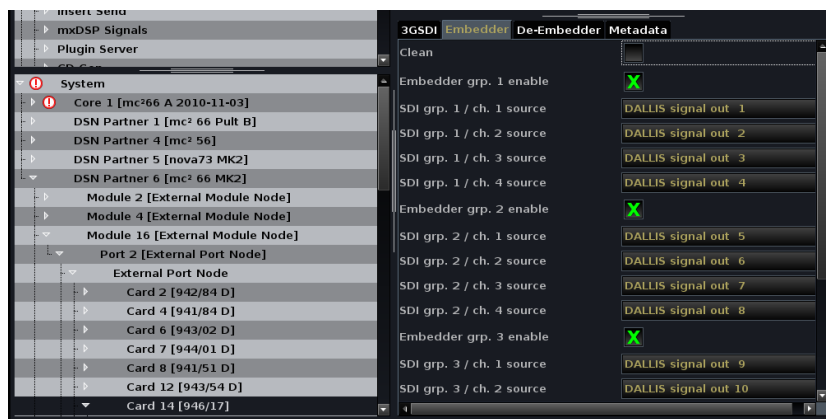 Insert Send
mxDSP Signals
Plugin Server
System
Core 1 [mc²66 A 2010-11-03]
DSN Partner 1 [mc² 66 Pult B]
DSN Partner 4 [mc² 56]
DSN Partner 5 [nova73 MK2]
DSN Partner 6 [mc² 66 MK2]
Module 2 [External Module Node]
Module 4 [External Module Node]
Module 16 [External Module Node]
Port 2 [External Port Node]
External Port Node
Card 2 [942/84 D]
Card 4 [941/84 D]
Card 6 [943/02 D]
Card 7 [944/01 D]
Card 8 [941/51 D]
Card 12 [943/54 D]
Card 14 [946/17]
3GSDI Embedder De-Embedder Metadata
Clean
Embedder grp. 1 enable X
SDI grp. 1 / ch. 1 source DALLIS signal out 1
SDI grp. 1 / ch. 2 source DALLIS signal out 2
SDI grp. 1 / ch. 3 source DALLIS signal out 3
SDI grp. 1 / ch. 4 source DALLIS signal out 4
Embedder grp. 2 enable X
SDI grp. 2 / ch. 1 source DALLIS signal out 5
SDI grp. 2 / ch. 2 source DALLIS signal out 6
SDI grp. 2 / ch. 3 source DALLIS signal out 7
SDI grp. 2 / ch. 4 source DALLIS signal out 8
Embedder grp. 3 enable X
SDI grp. 3 / ch. 1 source DALLIS signal out 9
SDI grp. 3 / ch. 2 source DALLIS signal out 10